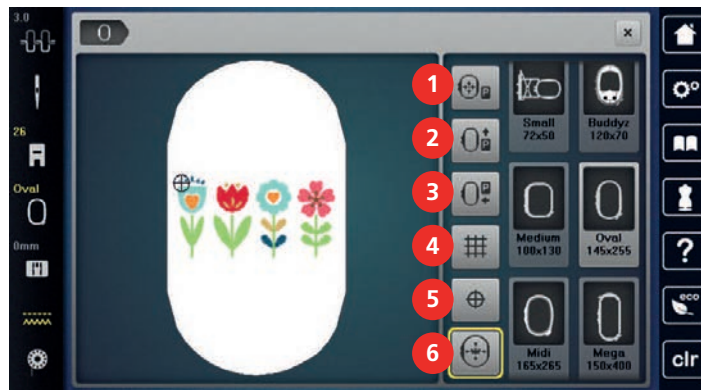 3.0
0
×
26
Oval
0mm
1
2
3
4
5
6
P
P
P
Small
72x50
Buddyz
120x70
Medium
100x130
Oval
145x255
Midi
165x265
Mega
150x400
?
eco
clr